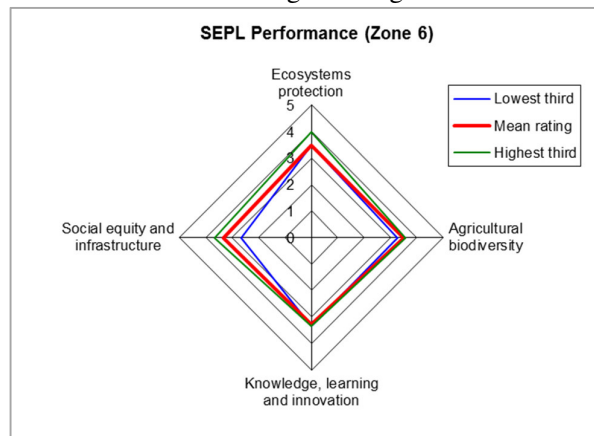 SEPL Performance (Zone 6)
Ecosystems
protection
5
4
3
2
1
0
Lowest third
Mean rating
Highest third
Social equity and
infrastructure
Agricultural
biodiversity
Knowledge, learning
and innovation